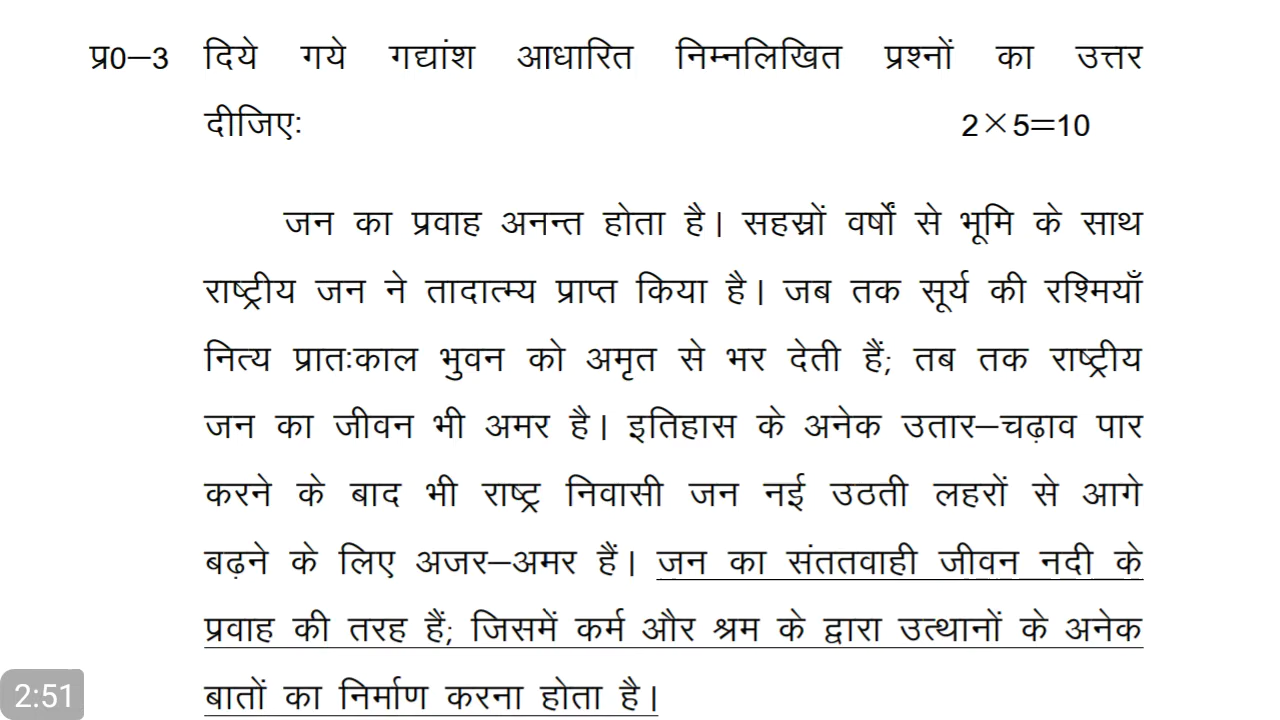 प्र0–3 दिये गये गद्यांश आधारित निम्नलिखित प्रश्नों का उत्तर
दीजिएः 2×5=10
जन का प्रवाह अनन्त होता है। सहस्रों वर्षों से भूमि के साथ
राष्ट्रीय जन ने तादात्म्य प्राप्त किया है। जब तक सूर्य की रश्मियाँ
नित्य प्रातःकाल भुवन को अमृत से भर देती हैं; तब तक राष्ट्रीय
जन का जीवन भी अमर है। इतिहास के अनेक उतार–चढ़ाव पार
करने के बाद भी राष्ट्र निवासी जन नई उठती लहरों से आगे
बढ़ने के लिए अजर–अमर हैं। जन का संततवाही जीवन नदी के
प्रवाह की तरह हैं; जिसमें कर्म और श्रम के द्वारा उत्थानों के अनेक
बातों का निर्माण करना होता है।
2:51